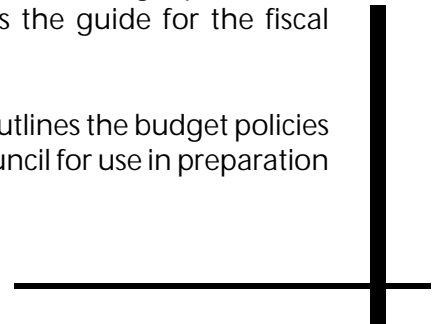 s the guide for the fiscal
utlines the budget policies
uncil for use in preparation